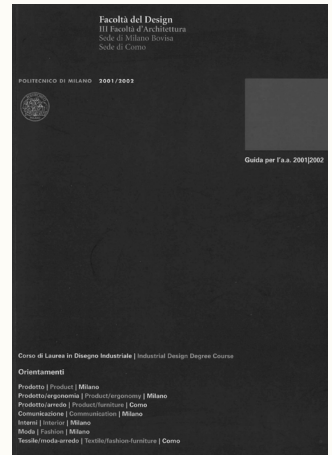 Facoltà del Design
III Facoltà d'Architettura
Sede di Milano Bovisa
Sede di Como
POLITECNICO DI MILANO 2001/2002
Guida per l'a.a. 2001|2002
Corso di Laurea in Disegno Industriale | Industrial Design Degree Course
Orientamenti
Prodotto | Product | Milano
Prodotto/ergonomia | Product/ergonomy | Milano
Prodotto/arredo | Product/furniture | Como
Comunicazione | Communication | Milano
Interni | Interior | Milano
Moda | Fashion | Milano
Tessile/moda-arredo | Textile/fashion-furniture | Como